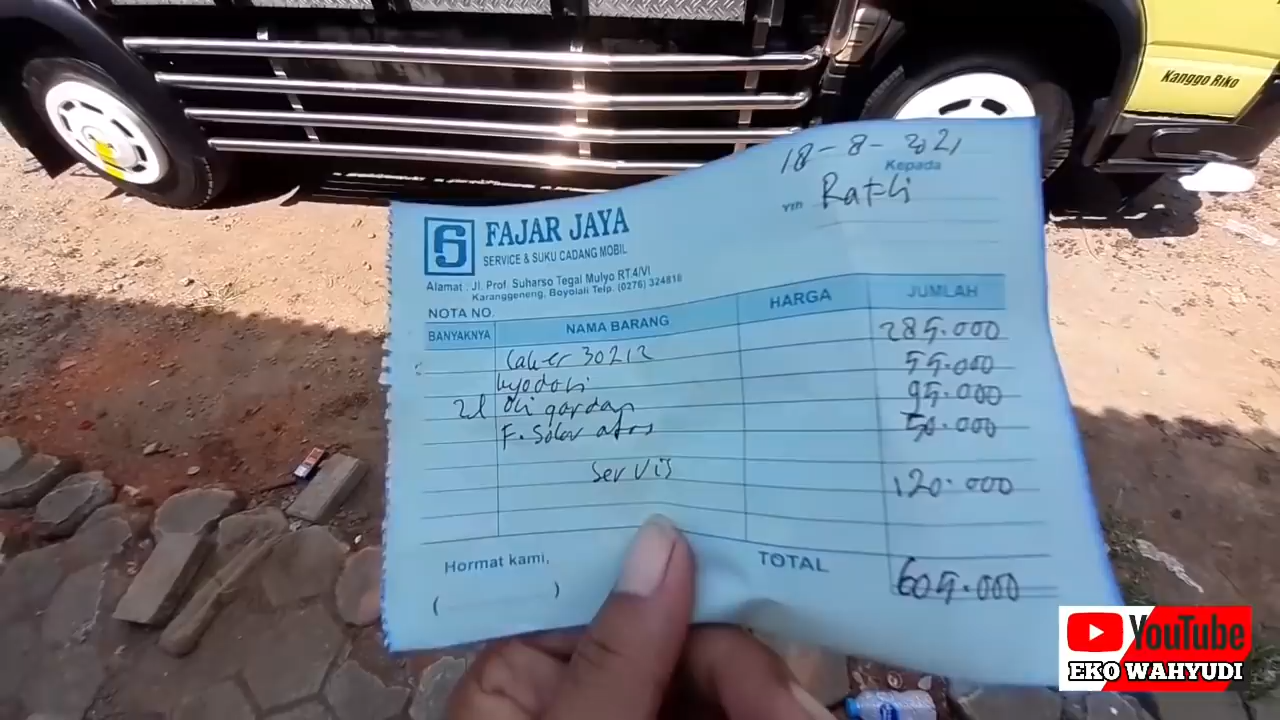 Kanggo Riko
18-8-2021
Kepada
Yth Rafli
FAJAR JAYA
SERVICE & SUKU CADANG MOBIL
Alamat : Jl. Prof. Suharso Tegal Mulyo RT.4/VI
Karanggeneng, Boyolali Telp. (0276) 324818
NOTA NO.
BANYAKNYA NAMA BARANG HARGA JUMLAH
Laher 30212 285.000
55.000
2l Oli gardan 95.000
F. Solar atas 50.000
Servis 120.000
Hormat kami,
TOTAL 605.000
( )
YouTube
EKO WAHYUDI